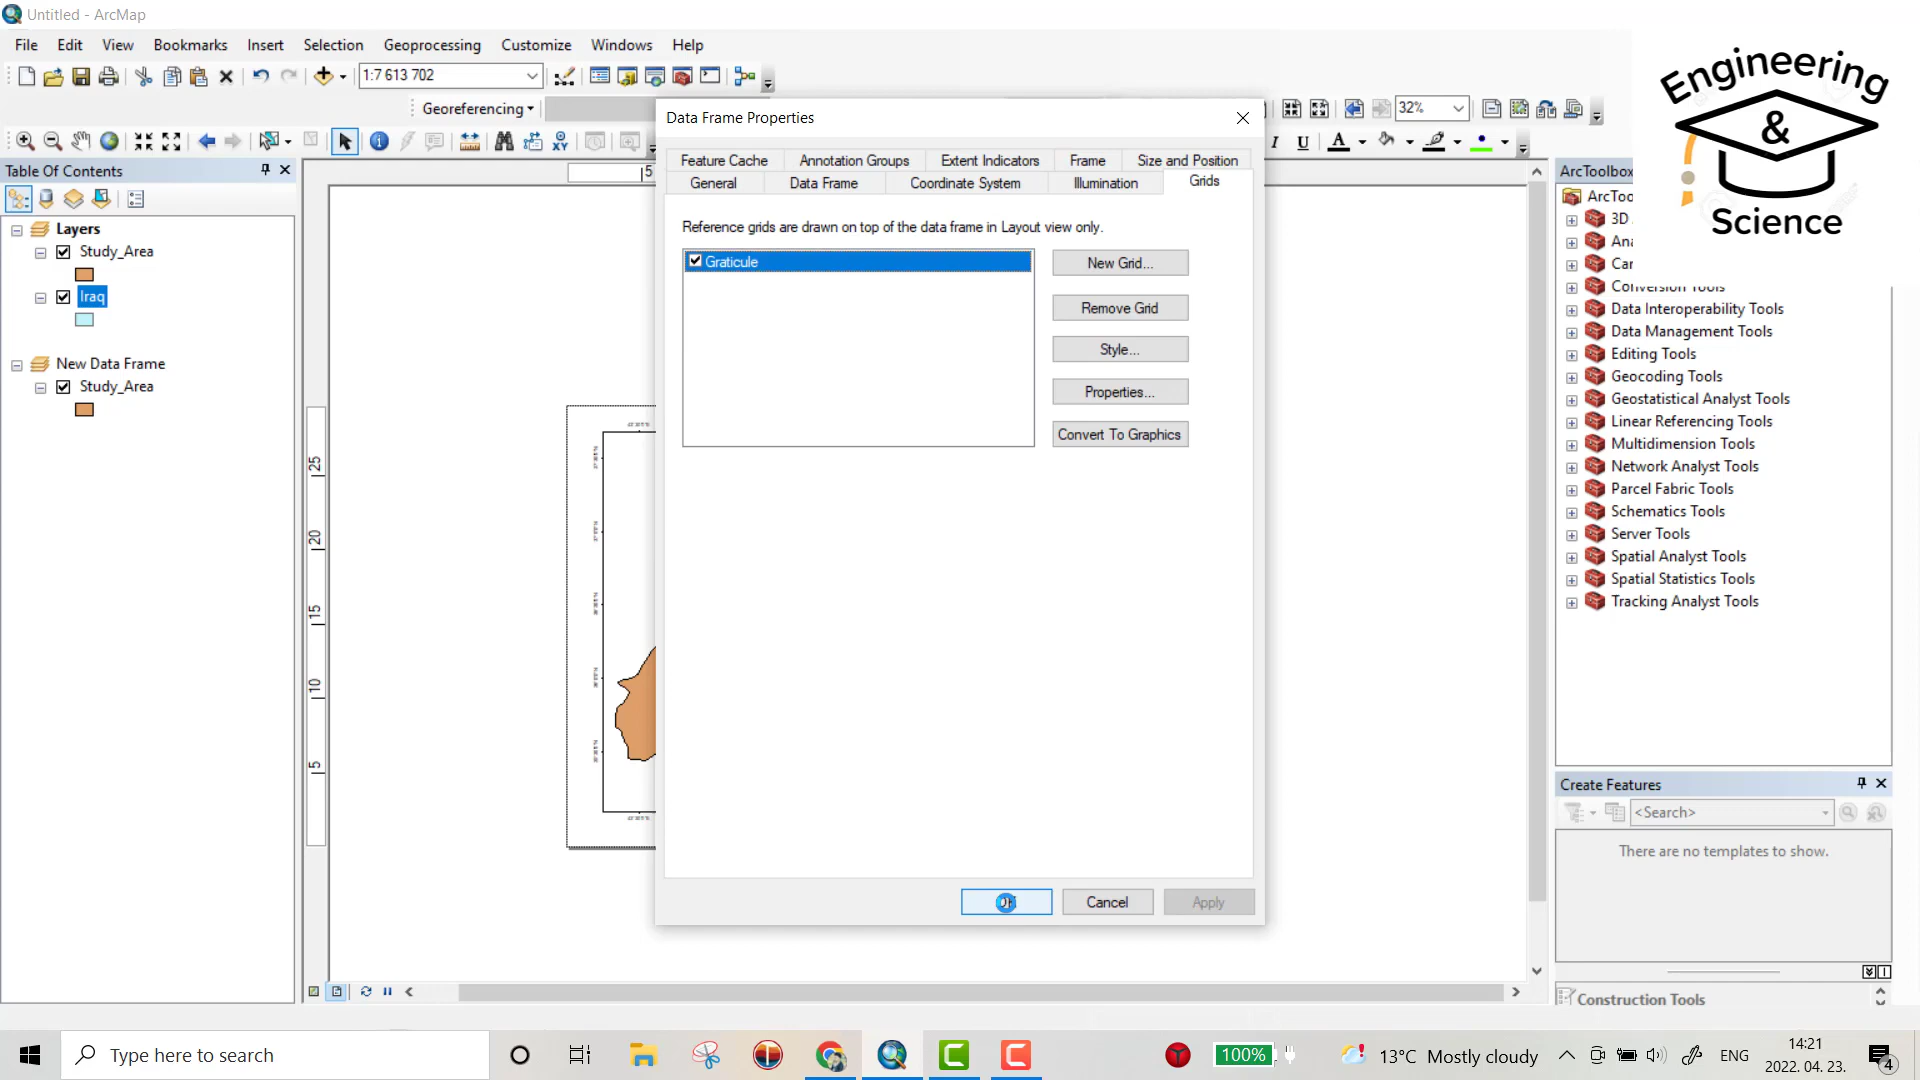 Untitled - ArcMap
File Edit View Bookmarks Insert Selection Geoprocessing Customize Windows Help
1:7 613 702
Georeferencing
32%
Table Of Contents
Layers
Study_Area
Iraq
New Data Frame
Study_Area
25
20
15
10
5
5
Data Frame Properties
Feature Cache Annotation Groups Extent Indicators Frame Size and Position
General Data Frame Coordinate System Illumination Grids
Reference grids are drawn on top of the data frame in Layout view only.
Graticule
New Grid...
Remove Grid
Style...
Properties...
Convert To Graphics
Cancel
Apply
I U A
ArcToolbox
3D
Conversion Tools
Data Interoperability Tools
Data Management Tools
Editing Tools
Geocoding Tools
Geostatistical Analyst Tools
Linear Referencing Tools
Multidimension Tools
Network Analyst Tools
Parcel Fabric Tools
Schematics Tools
Server Tools
Spatial Analyst Tools
Spatial Statistics Tools
Tracking Analyst Tools
Create Features
<Search>
There are no templates to show.
Construction Tools
Engineering
&
Science
Type here to search
100%
13°C Mostly cloudy
ENG
14:21
2022. 04. 23.
4